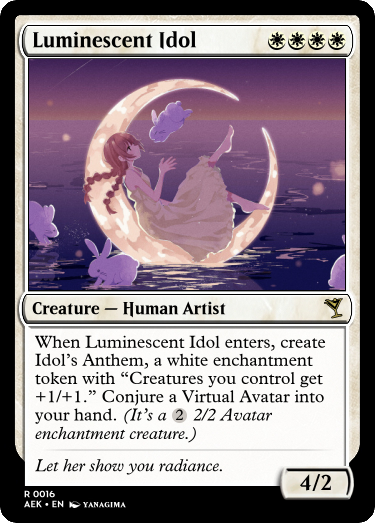 Luminescent Idol
Creature — Human Artist
When Luminescent Idol enters, create
Idol's Anthem, a white enchantment
token with “Creatures you control get
+1/+1.” Conjure a Virtual Avatar into
your hand. (It's a 2 2/2 Avatar
enchantment creature.)
Let her show you radiance.
4/2
R 0016
AEK • EN YANAGIMA